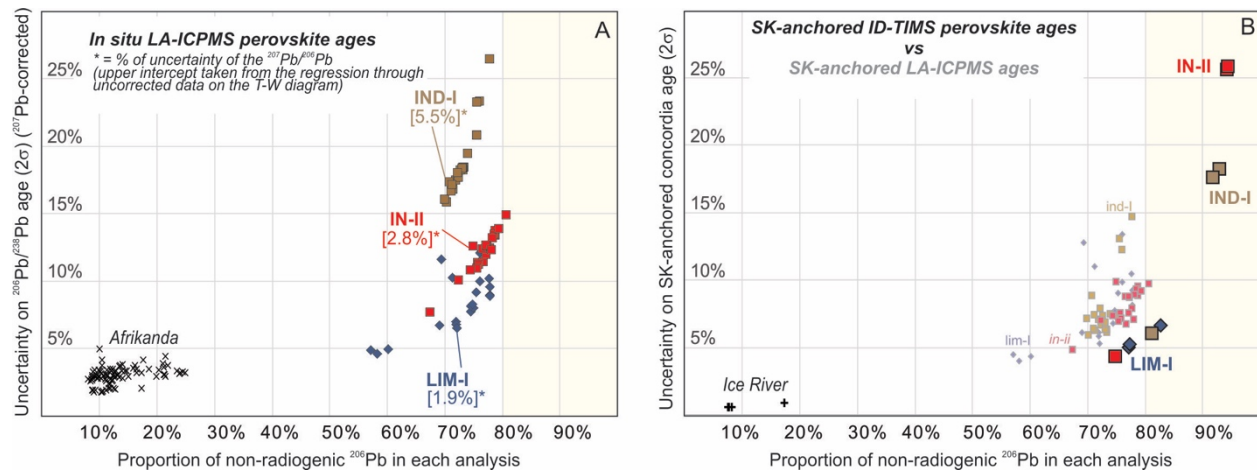 A
In situ LA-ICPMS perovskite ages
* = % of uncertainty of the ²⁰⁷Pb/²⁰⁶Pb
(upper intercept taken from the regression through
uncorrected data on the T-W diagram)
Uncertainty on ²⁰⁶Pb/²³⁸Pb age (2σ) (²⁰⁷Pb-corrected)
25%
20%
15%
10%
5%
IND-I
[5.5%]*
IN-II
[2.8%]*
Afrikanda
LIM-I
[1.9%]*
10% 20% 30% 40% 50% 60% 70% 80% 90%
Proportion of non-radiogenic ²⁰⁶Pb in each analysis
B
SK-anchored ID-TIMS perovskite ages
vs
SK-anchored LA-ICPMS ages
Uncertainty on SK-anchored concordia age (2σ)
25%
20%
15%
10%
5%
IN-II
IND-I
ind-I
lim-I
in-ii
LIM-I
Ice River
10% 20% 30% 40% 50% 60% 70% 80% 90%
Proportion of non-radiogenic ²⁰⁶Pb in each analysis